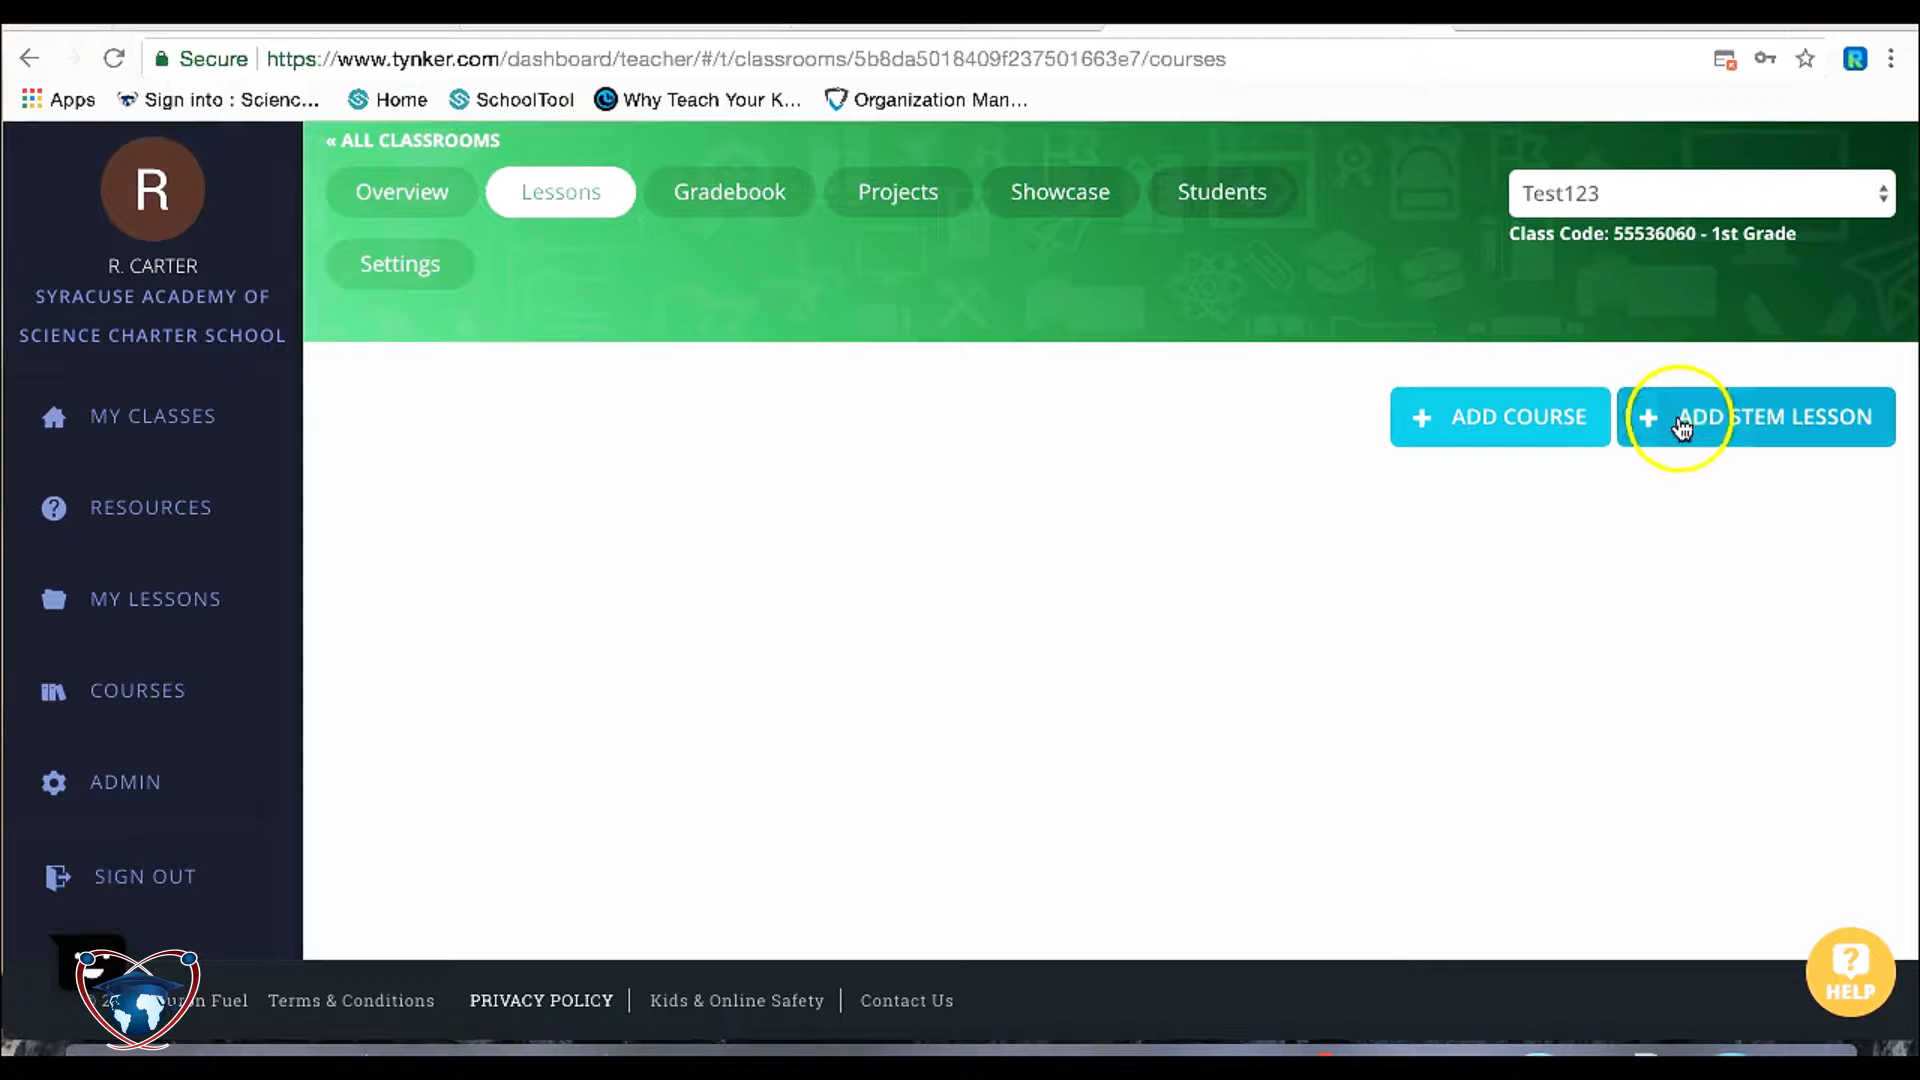 Secure https://www.tynker.com/dashboard/teacher/#/t/classrooms/5b8da5018409f237501663e7/courses
Apps Sign into : Scienc... Home SchoolTool Why Teach Your K... Organization Man...
R
R. CARTER
SYRACUSE ACADEMY OF
SCIENCE CHARTER SCHOOL
MY CLASSES
RESOURCES
MY LESSONS
COURSES
ADMIN
SIGN OUT
« ALL CLASSROOMS
Overview Lessons Gradebook Projects Showcase Students
Settings
Test123
Class Code: 55536060 - 1st Grade
+ ADD COURSE + ADD STEM LESSON
HELP
Fuel Terms & Conditions PRIVACY POLICY | Kids & Online Safety | Contact Us